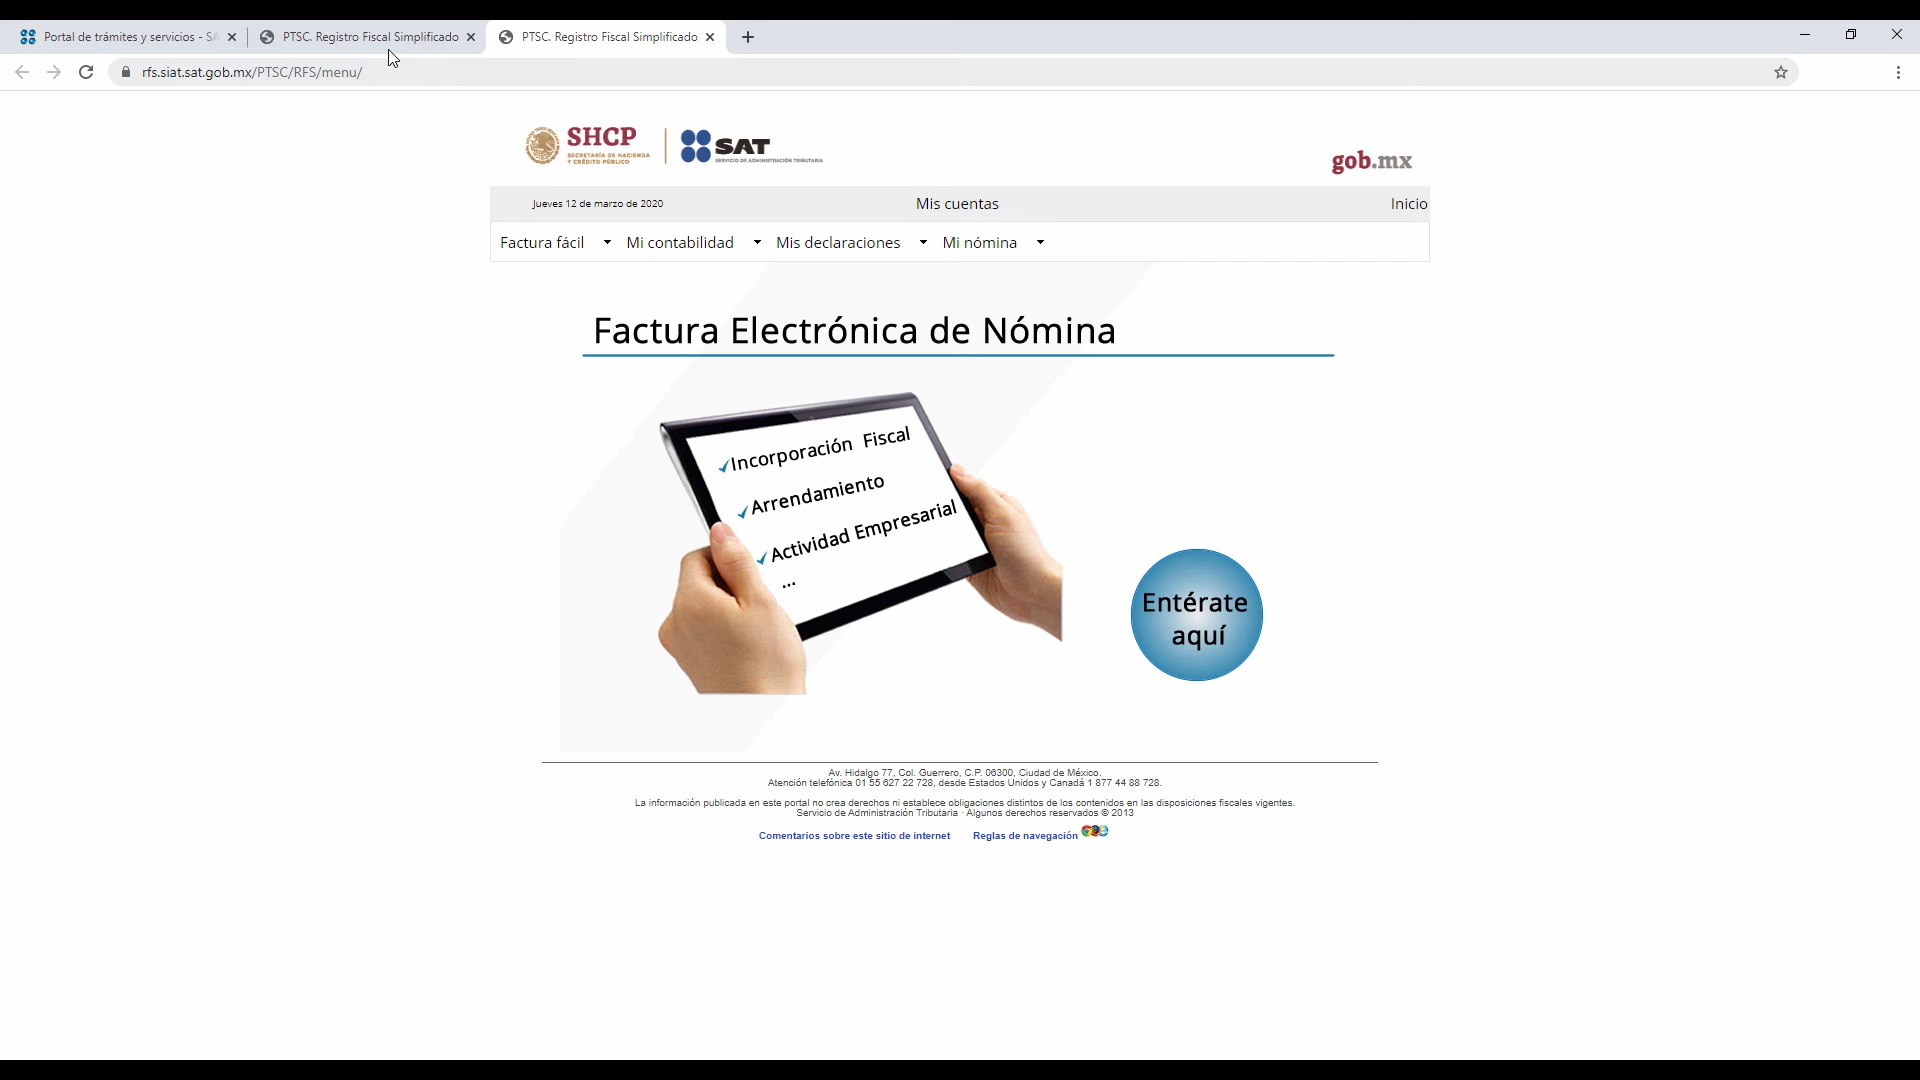 Portal de trámites y servicios - SA
PTSC. Registro Fiscal Simplificado
PTSC. Registro Fiscal Simplificado
rfs.siat.sat.gob.mx/PTSC/RFS/menu/
SHCP
SECRETARÍA DE HACIENDA
Y CRÉDITO PÚBLICO
SAT
SERVICIO DE ADMINISTRACIÓN TRIBUTARIA
gob.mx
Jueves 12 de marzo de 2020
Mis cuentas
Inicio
Factura fácil
Mi contabilidad
Mis declaraciones
Mi nómina
Factura Electrónica de Nómina
Incorporación Fiscal
Arrendamiento
Actividad Empresarial
...
Entérate
aquí
Av. Hidalgo 77, Col. Guerrero, C.P. 06300, Ciudad de México.
Atención telefónica 01 55 627 22 728, desde Estados Unidos y Canadá 1 877 44 88 728.
La información publicada en este portal no crea derechos ni establece obligaciones distintos de los contenidos en las disposiciones fiscales vigentes.
Servicio de Administración Tributaria · Algunos derechos reservados © 2013
Comentarios sobre este sitio de internet
Reglas de navegación